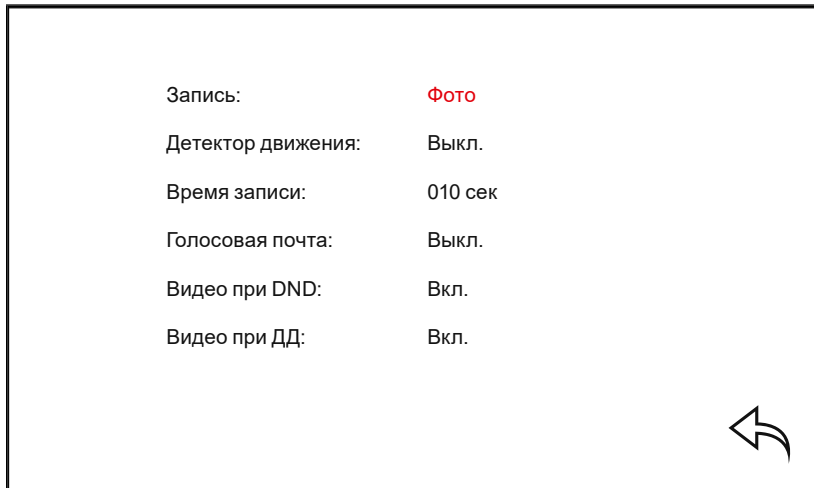 Запись: Фото
Детектор движения: Выкл.
Время записи: 010 сек
Голосовая почта: Выкл.
Видео при DND: Вкл.
Видео при ДД: Вкл.